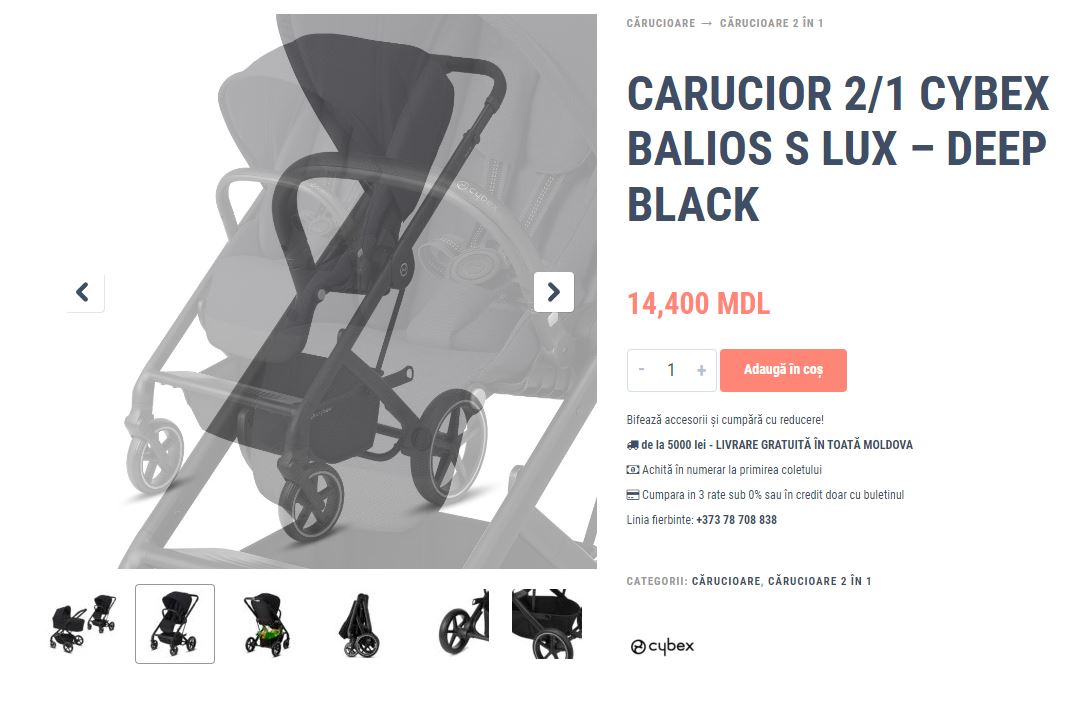 CĂRUCIOARE → CĂRUCIOARE 2 ÎN 1
CARUCIOR 2/1 CYBEX
BALIOS S LUX – DEEP
BLACK
14,400 MDL
- 1 + Adaugă în coș
Bifează accesorii și cumpără cu reducere!
de la 5000 lei - LIVRARE GRATUITĂ ÎN TOATĂ MOLDOVA
Achită în numerar la primirea coletului
Cumpara in 3 rate sub 0% sau în credit doar cu buletinul
Linia fierbinte: +373 78 708 838
CATEGORII: CĂRUCIOARE, CĂRUCIOARE 2 ÎN 1
cybex
cybex
cybex